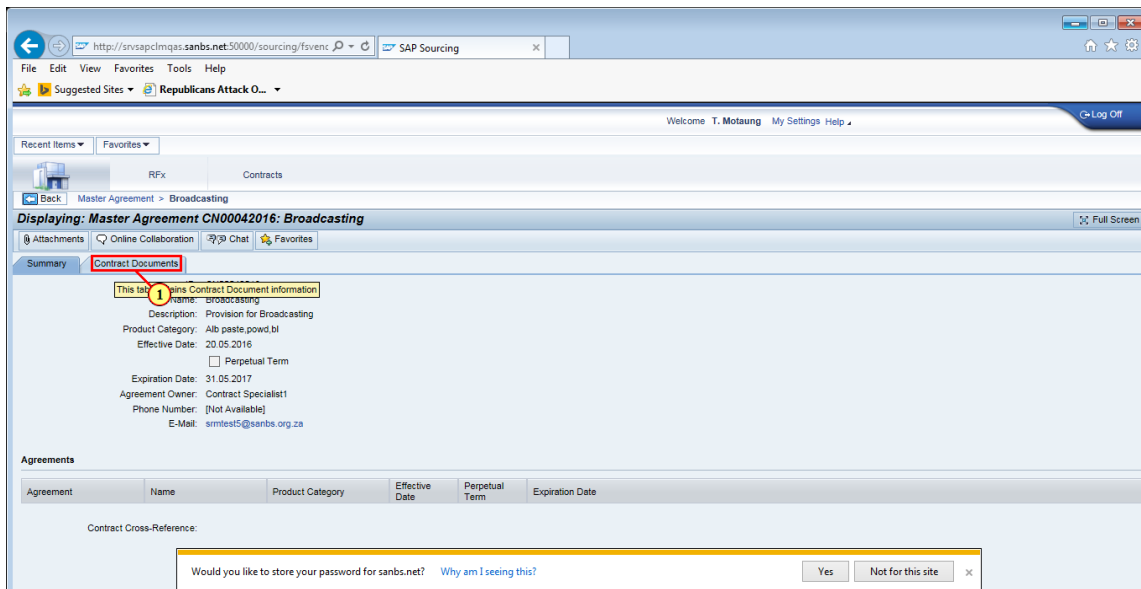 http://srvsapclmqas.sanbs.net:50000/sourcing/fsvenc
SAP Sourcing
File Edit View Favorites Tools Help
Suggested Sites Republicans Attack O...
Welcome T. Motaung My Settings Help
Log Off
Recent Items Favorites
RFx Contracts
Back Master Agreement > Broadcasting
Displaying: Master Agreement CN00042016: Broadcasting
Full Screen
Attachments Online Collaboration Chat Favorites
Summary Contract Documents
This tab contains Contract Document information
1
Name: Broadcasting
Description: Provision for Broadcasting
Product Category: Alb paste,powd,bl
Effective Date: 20.05.2016
Perpetual Term
Expiration Date: 31.05.2017
Agreement Owner: Contract Specialist1
Phone Number: [Not Available]
E-Mail: srmtest5@sanbs.org.za
Agreements
Agreement Name Product Category Effective Date Perpetual Term Expiration Date
Contract Cross-Reference:
Would you like to store your password for sanbs.net? Why am I seeing this? Yes Not for this site